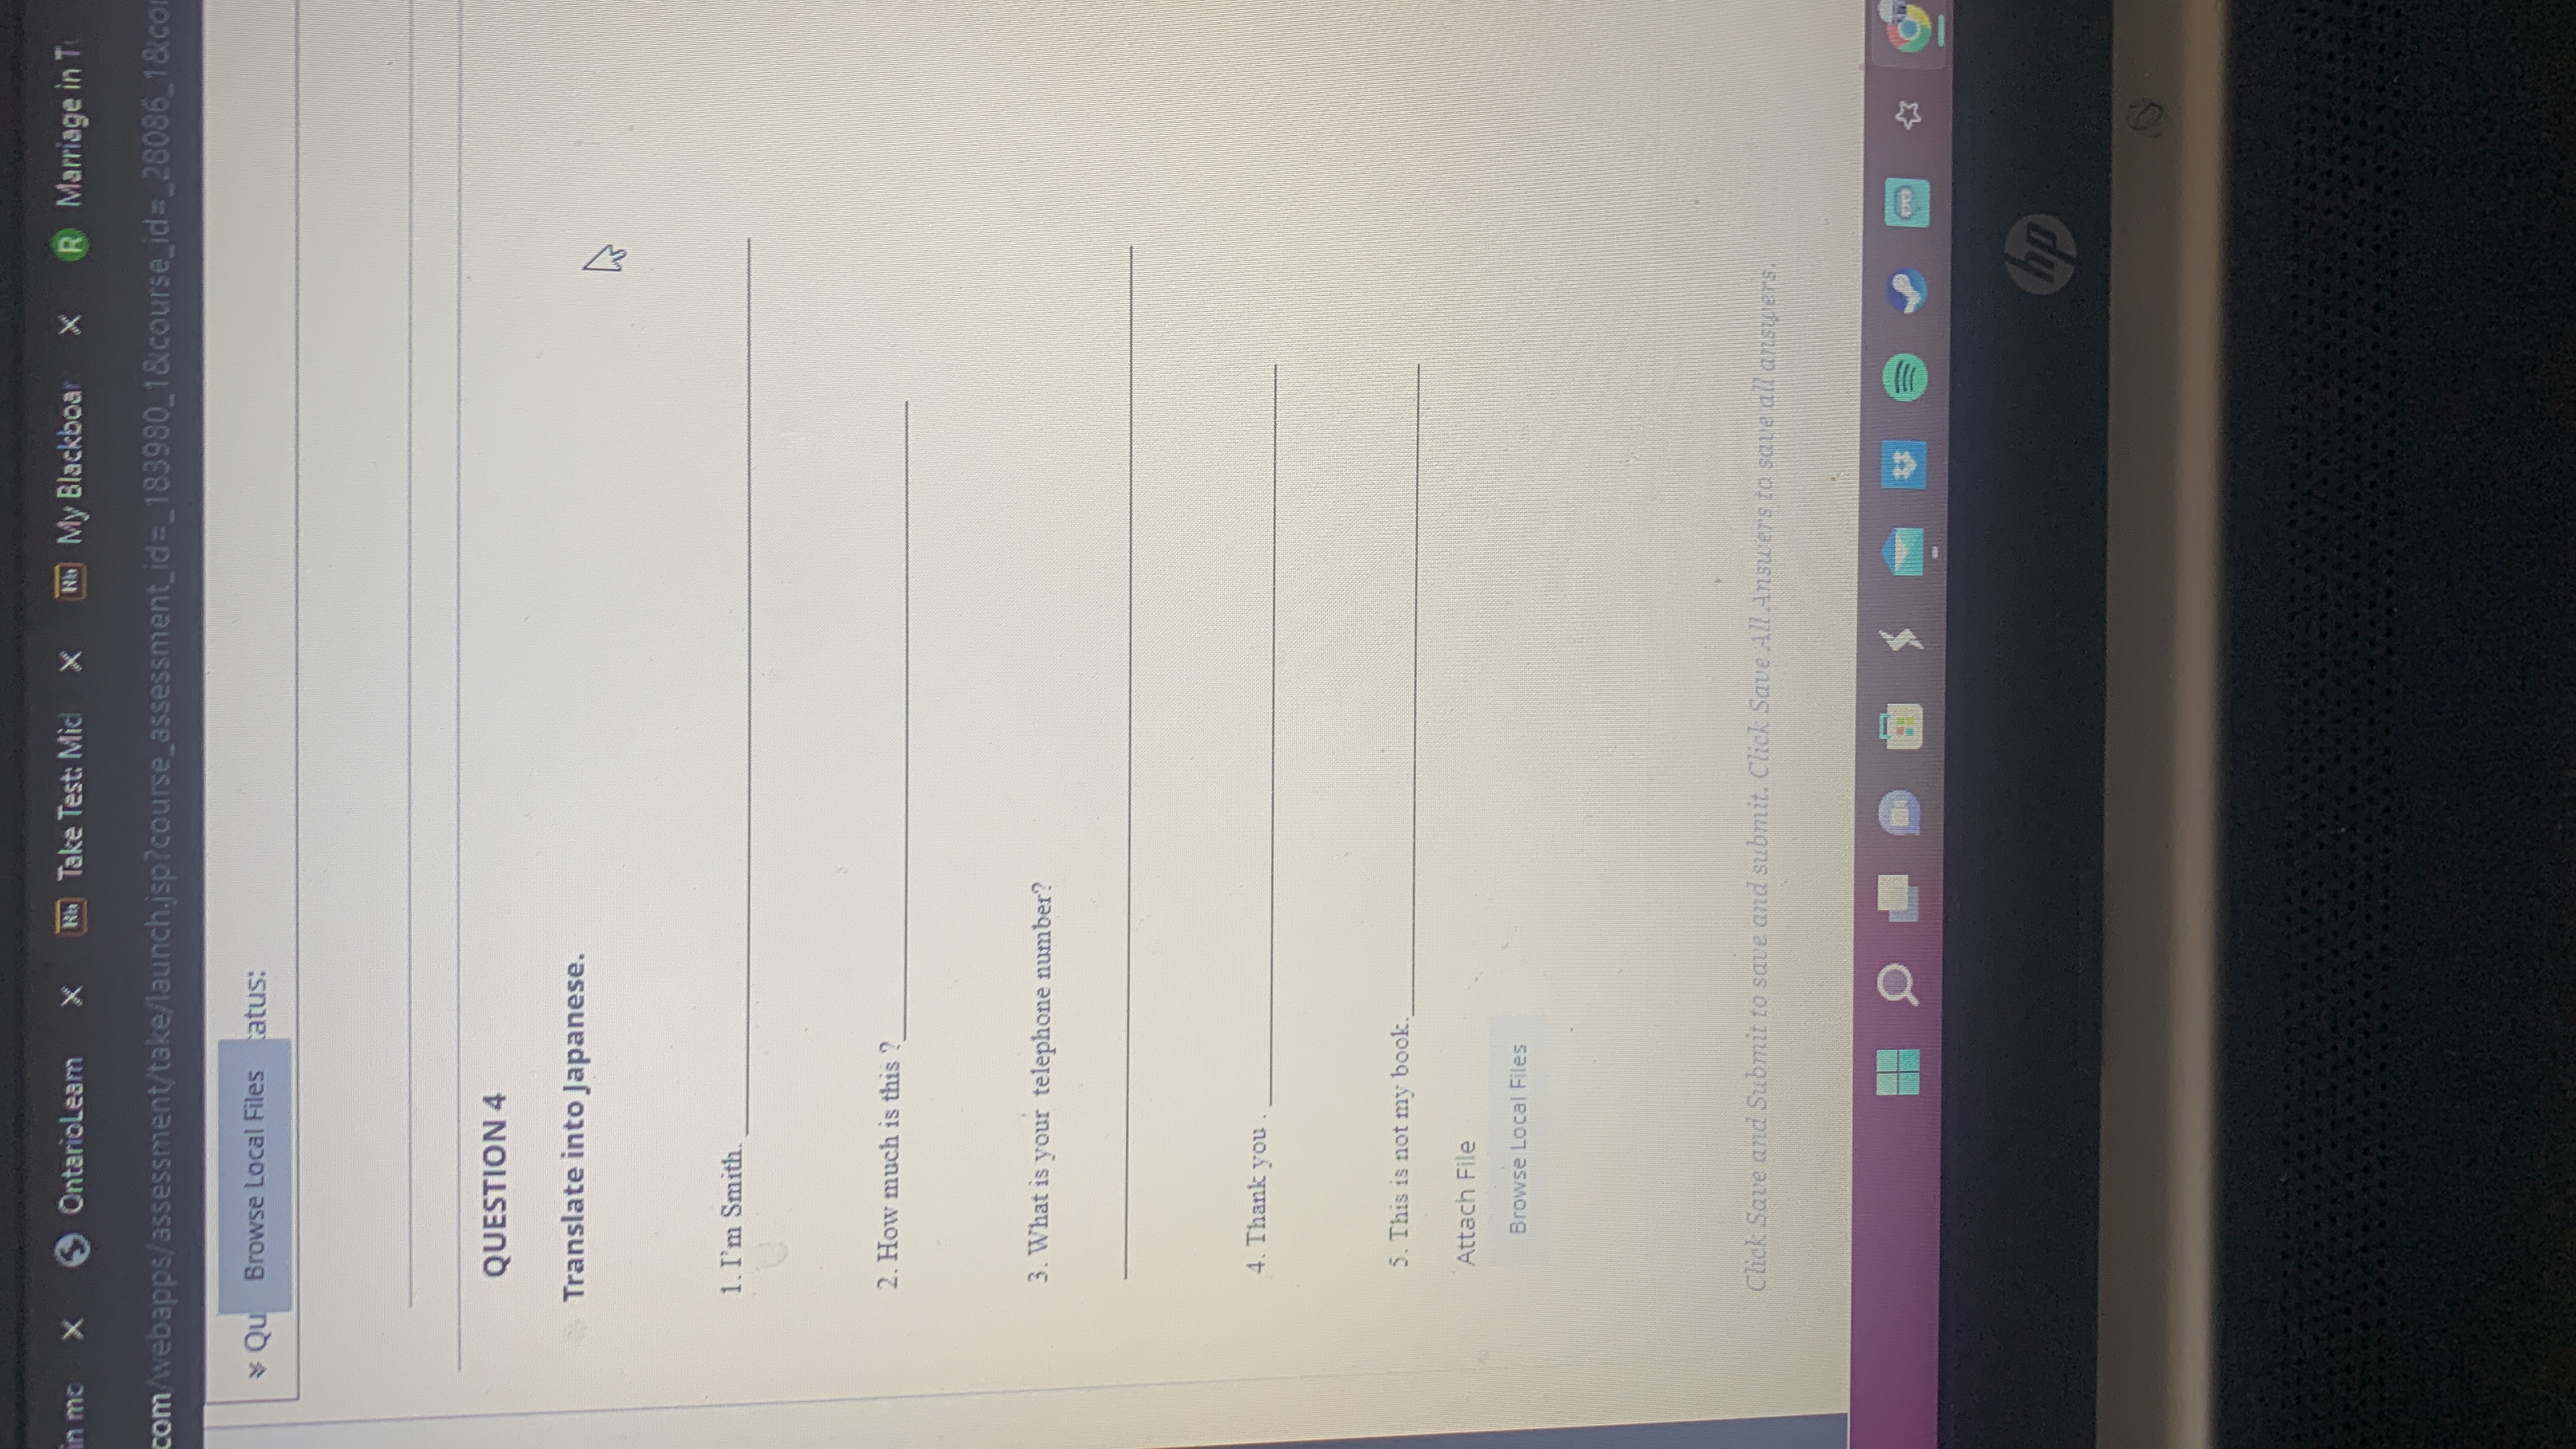 in mc OntarioLearn Bb Take Test: Mid Bb My Blackboar R Marriage in T
com/webapps/assessment/take/launch.jsp?course_assessment_id=_183980_1&course_id=_28086_1&co
Qu Browse Local Files tatus:
QUESTION 4
Translate into Japanese.
1. I'm Smith.
2. How much is this ?
3. What is your telephone number?
4. Thank you .
5. This is not my book.
Attach File
Browse Local Files
Click Save and Submit to save and submit. Click Save All Answers to save all answers.
hp